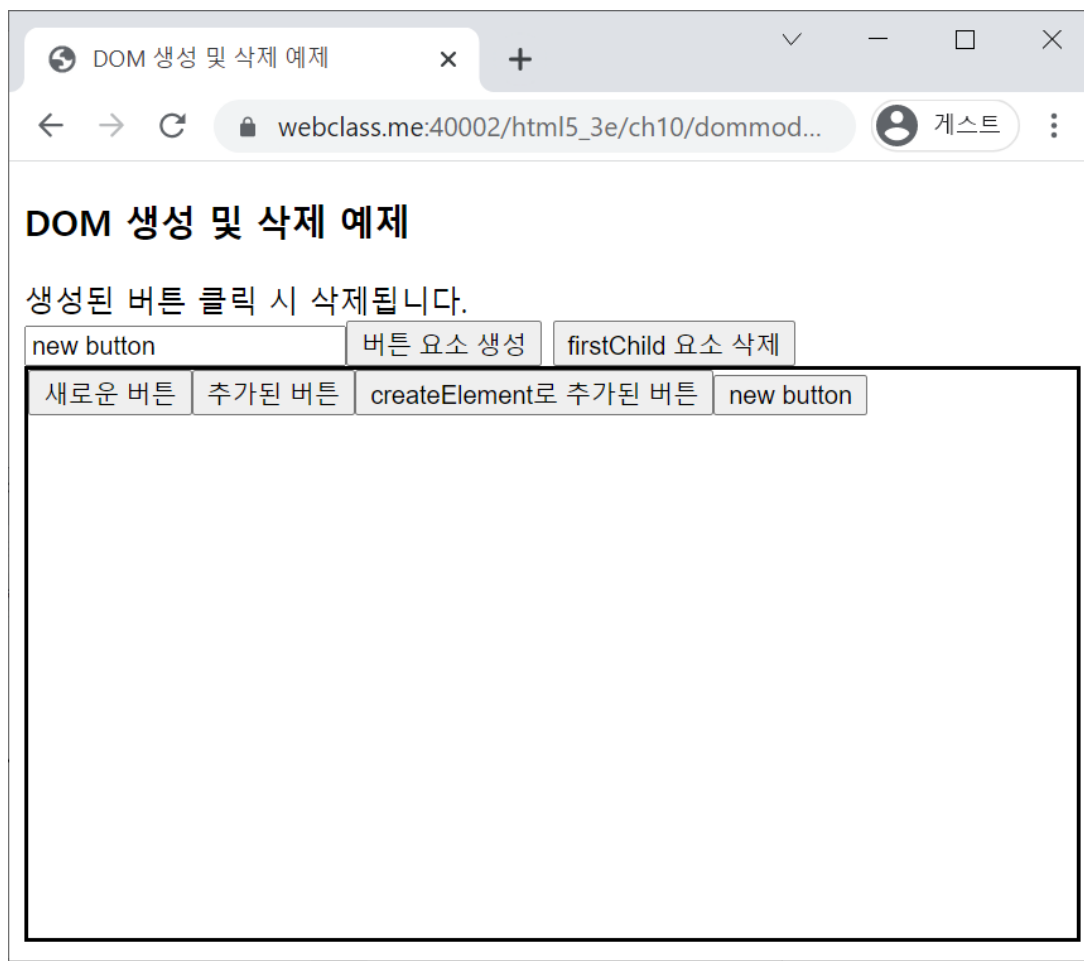 DOM 생성 및 삭제 예제
webclass.me:40002/html5_3e/ch10/dommod...
게스트
DOM 생성 및 삭제 예제
생성된 버튼 클릭 시 삭제됩니다.
new button 버튼 요소 생성 firstChild 요소 삭제
새로운 버튼 추가된 버튼 createElement로 추가된 버튼 new button